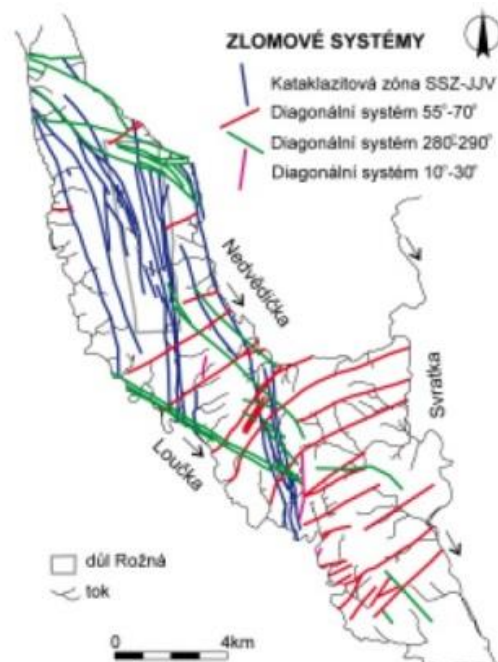 ZLOMOVÉ SYSTÉMY
Kataklazitová zóna SSZ-JJV
Diagonální systém 55°-70°
Diagonální systém 280°-290°
Diagonální systém 10°-30°
Nedvědička
Svratka
Loučka
důl Rožná
tok
0 4km